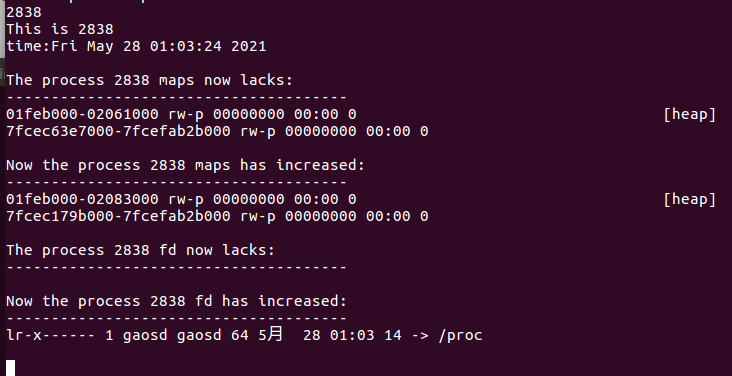 2838
This is 2838
time:Fri May 28 01:03:24 2021
The process 2838 maps now lacks:
---------------------------------------
01feb000-02061000 rw-p 00000000 00:00 0 [heap]
7fcec63e7000-7fcefab2b000 rw-p 00000000 00:00 0
Now the process 2838 maps has increased:
---------------------------------------
01feb000-02083000 rw-p 00000000 00:00 0 [heap]
7fcec179b000-7fcefab2b000 rw-p 00000000 00:00 0
The process 2838 fd now lacks:
---------------------------------------
Now the process 2838 fd has increased:
---------------------------------------
lr-x------ 1 gaosd gaosd 64 5月  28 01:03 14 -> /proc